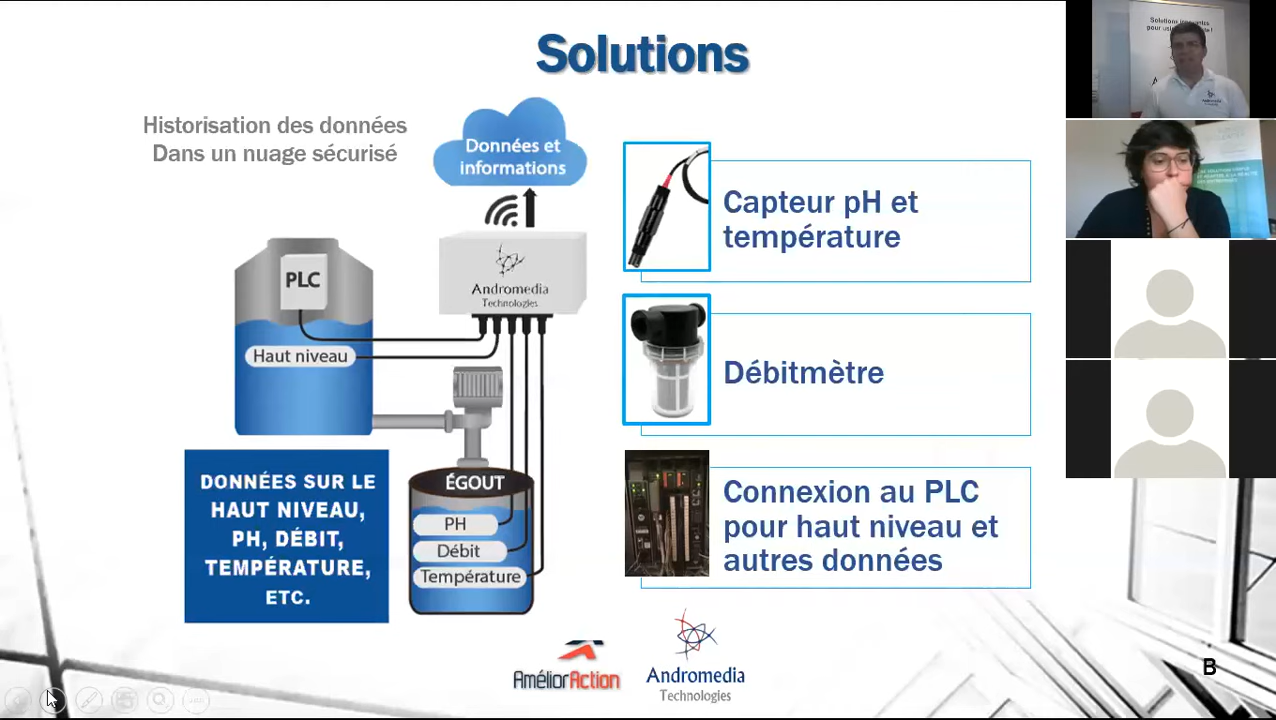 Solutions
Historisation des données
Dans un nuage sécurisé
Données et
informations
Andromedia
Technologies
PLC
Haut niveau
ÉGOUT
PH
Débit
Température
DONNÉES SUR LE
HAUT NIVEAU,
PH, DÉBIT,
TEMPÉRATURE,
ETC.
Capteur pH et
température
Débitmètre
Connexion au PLC
pour haut niveau et
autres données
AméliorAction
Andromedia
Technologies
B